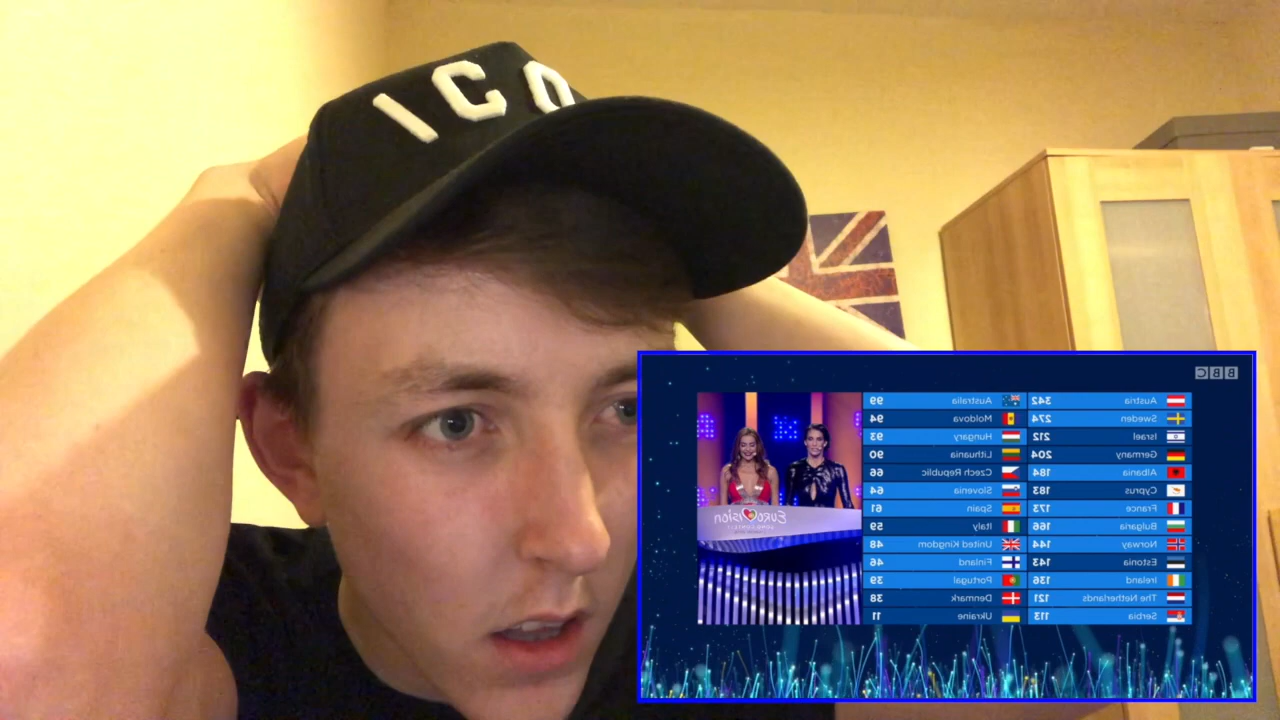 ICO
BBC
Austria 342 Australia 99
Sweden 274 Moldova 94
Israel 212 Hungary 93
Germany 204 Lithuania 90
Albania 184 Czech Republic 66
Cyprus 183 Slovenia 64
France 173 Spain 61
Bulgaria 166 Italy 59
Norway 144 United Kingdom 48
Estonia 143 Finland 46
Ireland 136 Portugal 39
The Netherlands 121 Denmark 38
Serbia 113 Ukraine 11
EUROVISION
SONG CONTEST